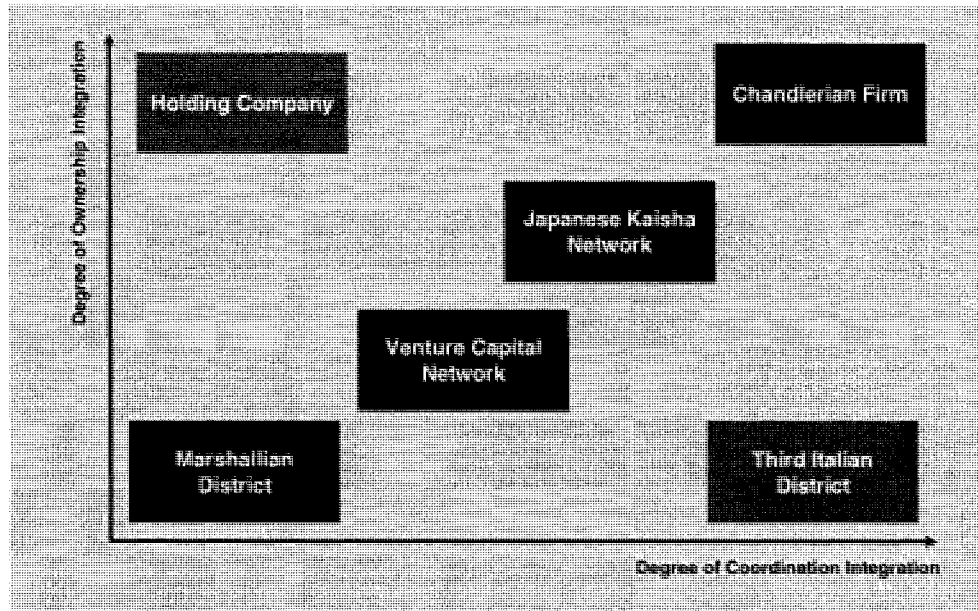 Degree of Ownership Integration
Holding Company
Chandlerian Firm
Japanese Kaisha
Network
Venture Capital
Network
Marshallian
District
Third Italian
District
Degree of Coordination Integration